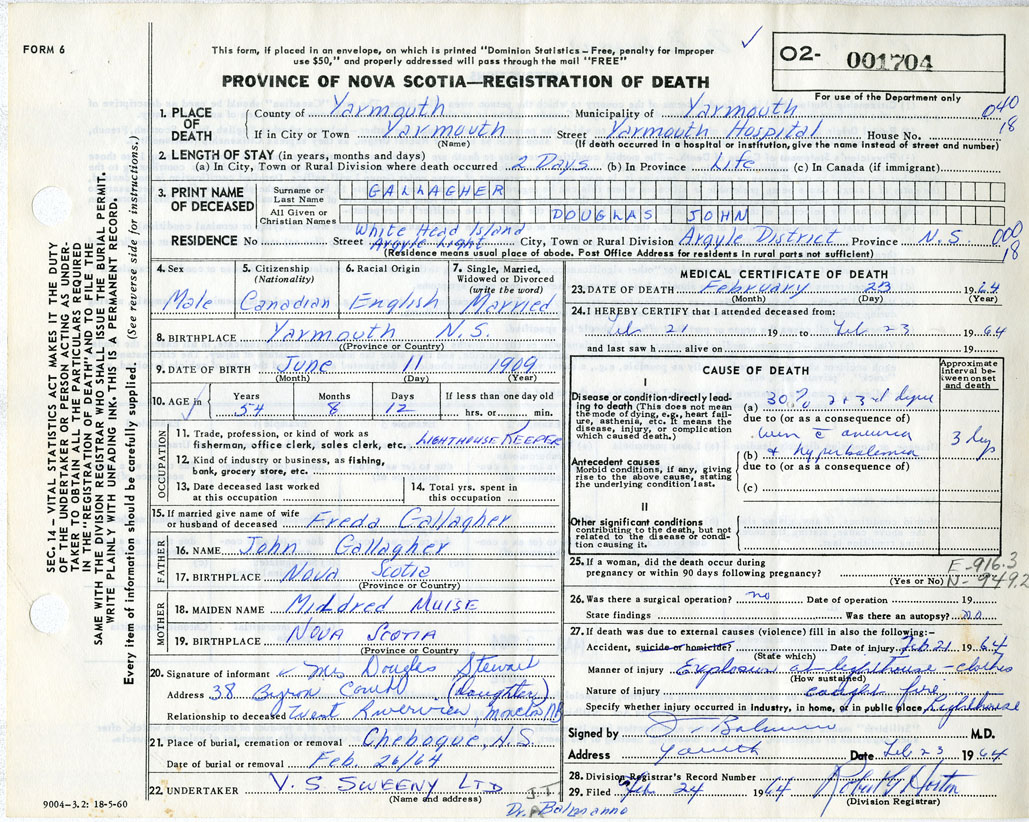 FORM 6
This form, if placed in an envelope, on which is printed "Dominion Statistics – Free, penalty for improper
use $50," and properly addressed will pass through the mail "FREE"
PROVINCE OF NOVA SCOTIA—REGISTRATION OF DEATH
02- 001704
For use of the Department only
040
18
1. PLACE OF DEATH
County of Yarmouth Municipality of Yarmouth
If in City or Town Yarmouth Street Yarmouth Hospital House No.
(Name) (If death occurred in a hospital or institution, give the name instead of street and number)
2. LENGTH OF STAY (in years, months and days)
(a) In City, Town or Rural Division where death occurred 2 Days (b) In Province Life (c) In Canada (if immigrant)
3. PRINT NAME OF DECEASED
Surname or Last Name GALLAGHER
All Given or Christian Names DOUGLAS JOHN
White Head Island
RESIDENCE No Street Argyle Light City, Town or Rural Division Argyle District Province N.S.
000
18
(Residence means usual place of abode. Post Office Address for residents in rural parts not sufficient)
4. Sex Male
5. Citizenship (Nationality) Canadian
6. Racial Origin English
7. Single, Married, Widowed or Divorced (write the word) Married
8. BIRTHPLACE Yarmouth N.S.
(Province or Country)
9. DATE OF BIRTH June 11 1909
(Month) (Day) (Year)
10. AGE in Years 54 Months 8 Days 12 If less than one day old hrs. or min.
OCCUPATION
11. Trade, profession or kind of work as
fisherman, office clerk, sales clerk, etc. LIGHTHOUSE KEEPER
12. Kind of industry or business, as fishing,
bank, grocery store, etc.
13. Date deceased last worked
at this occupation
14. Total yrs. spent in
this occupation
15. If married give name of wife
or husband of deceased Freda Gallagher
FATHER
16. NAME John Gallagher
17. BIRTHPLACE Nova Scotia
(Province or Country)
MOTHER
18. MAIDEN NAME Mildred Muise
19. BIRTHPLACE Nova Scotia
(Province or Country)
20. Signature of informant Mrs Douglas Stewart
Address 38 Byron Court (Daughter)
Relationship to deceased West Riverview, Moncton NB
21. Place of burial, cremation or removal Chebogue, N.S.
Date of burial or removal Feb. 26/64
22. UNDERTAKER V. S SWEENY LTD
(Name and address)
9004–3.2: 18-5-60
MEDICAL CERTIFICATE OF DEATH
23. DATE OF DEATH February 23 1964
(Month) (Day) (Year)
24. I HEREBY CERTIFY that I attended deceased from:
Feb 21 19 to Feb 23 1964
and last saw h alive on 19
CAUSE OF DEATH
Approximate interval between onset and death
I
Disease or condition directly leading to death (This does not mean the mode of dying, e.g., heart failure, asthenia, etc. It means the disease, injury, or complication which caused death.)
(a) 30% 2 + 3rd degree
due to (or as a consequence of)
burn c̄
3 days
Antecedent causes
Morbid conditions, if any, giving rise to the above cause, stating the underlying condition last.
(b) +
due to (or as a consequence of)
(c)
II
Other significant conditions
contributing to the death, but not related to the disease or condition causing it.
25. If a woman, did the death occur during
pregnancy or within 90 days following pregnancy?
(Yes or No)
E-916.3
N-9492
26. Was there a surgical operation? no Date of operation 19
State findings Was there an autopsy? no
27. If death was due to external causes (violence) fill in also the following:–
Accident, suicide or homicide? Date of injury Feb 21 1964
(State which)
Manner of injury Explosion at lighthouse - clothes
(How sustained)
Nature of injury caught fire
Specify whether injury occurred in Industry, in home, or in public place Lighthouse
Signed by M.D.
Address Yarmouth Date Feb 23 1964
28. Division Registrar's Record Number
29. Filed Feb 24 1964
(Division Registrar)
J.T.
Dr. Balmanno
SEC. 14 – VITAL STATISTICS ACT MAKES IT THE DUTY
OF THE UNDERTAKER OR PERSON ACTING AS UNDER-
TAKER TO OBTAIN ALL THE PARTICULARS REQUIRED
IN THE "REGISTRATION OF DEATH" AND TO FILE THE
SAME WITH THE DIVISION REGISTRAR WHO SHALL ISSUE THE BURIAL PERMIT.
WRITE PLAINLY WITH UNFADING INK. THIS IS A PERMANENT RECORD.
Every item of information should be carefully supplied. (See reverse side for instructions.)